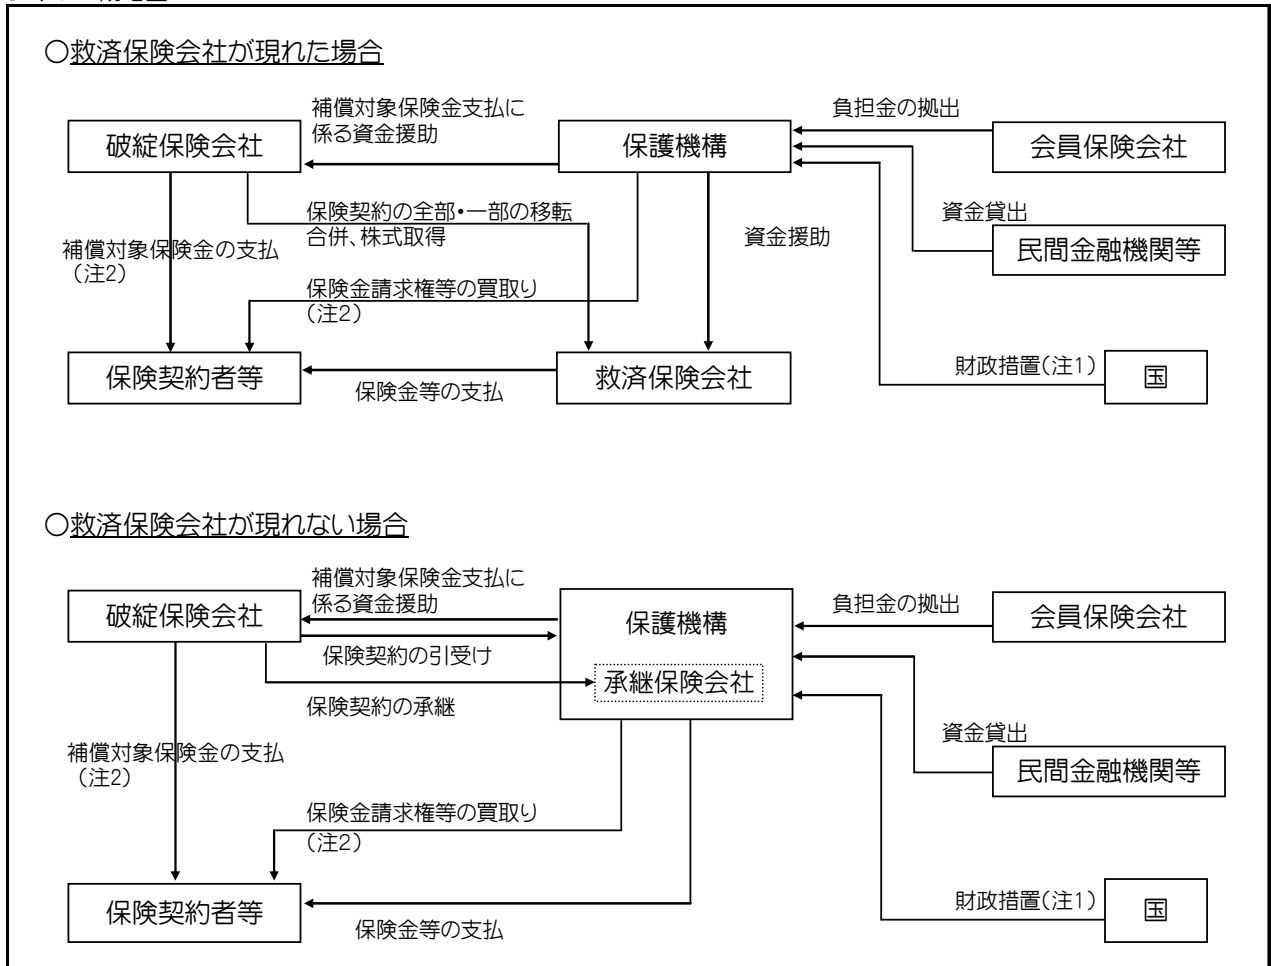 ○救済保険会社が現れた場合
補償対象保険金支払に
係る資金援助
負担金の拠出
破綻保険会社
保護機構
会員保険会社
保険契約の全部・一部の移転
合併、株式取得
資金貸出
補償対象保険金の支払
（注2）
資金援助
民間金融機関等
保険金請求権等の買取り
（注2）
保険契約者等
救済保険会社
財政措置(注1)
国
保険金等の支払
○救済保険会社が現れない場合
補償対象保険金支払に
係る資金援助
負担金の拠出
破綻保険会社
保護機構
会員保険会社
保険契約の引受け
承継保険会社
保険契約の承継
資金貸出
補償対象保険金の支払
（注2）
民間金融機関等
保険金請求権等の買取り
（注2）
保険契約者等
財政措置(注1)
国
保険金等の支払